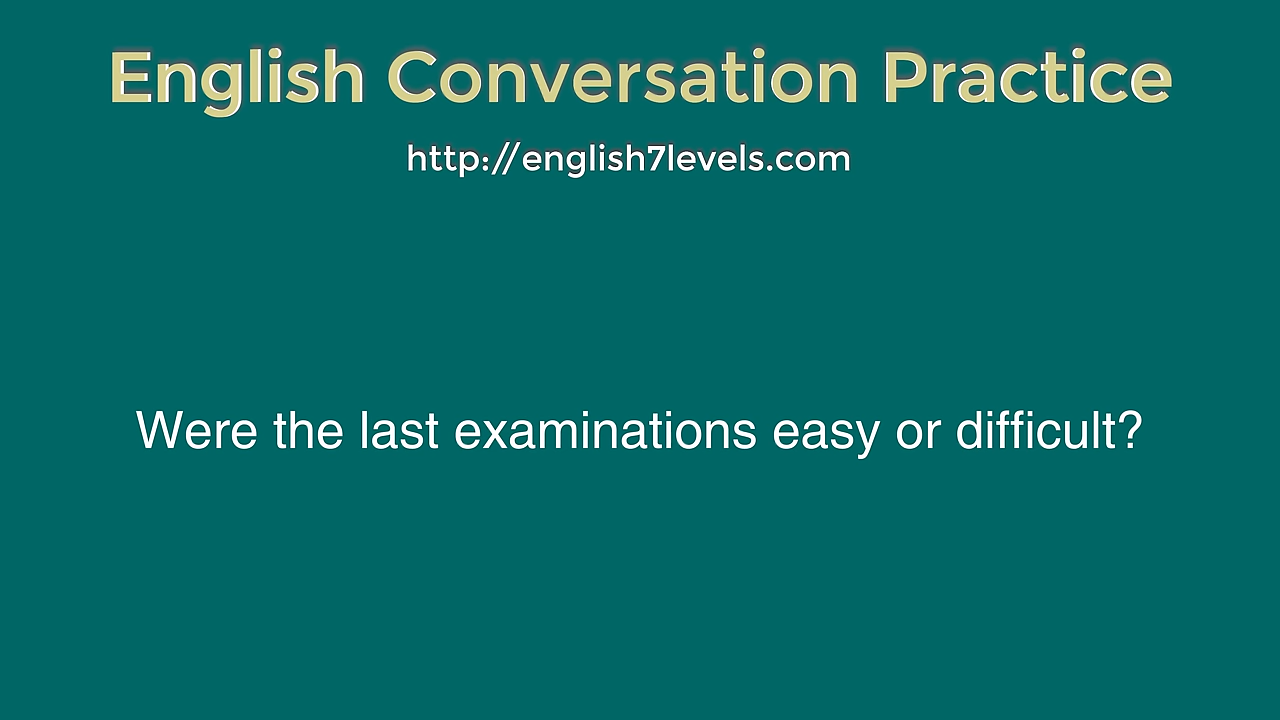 English Conversation Practice
http://english7levels.com
Were the last examinations easy or difficult?